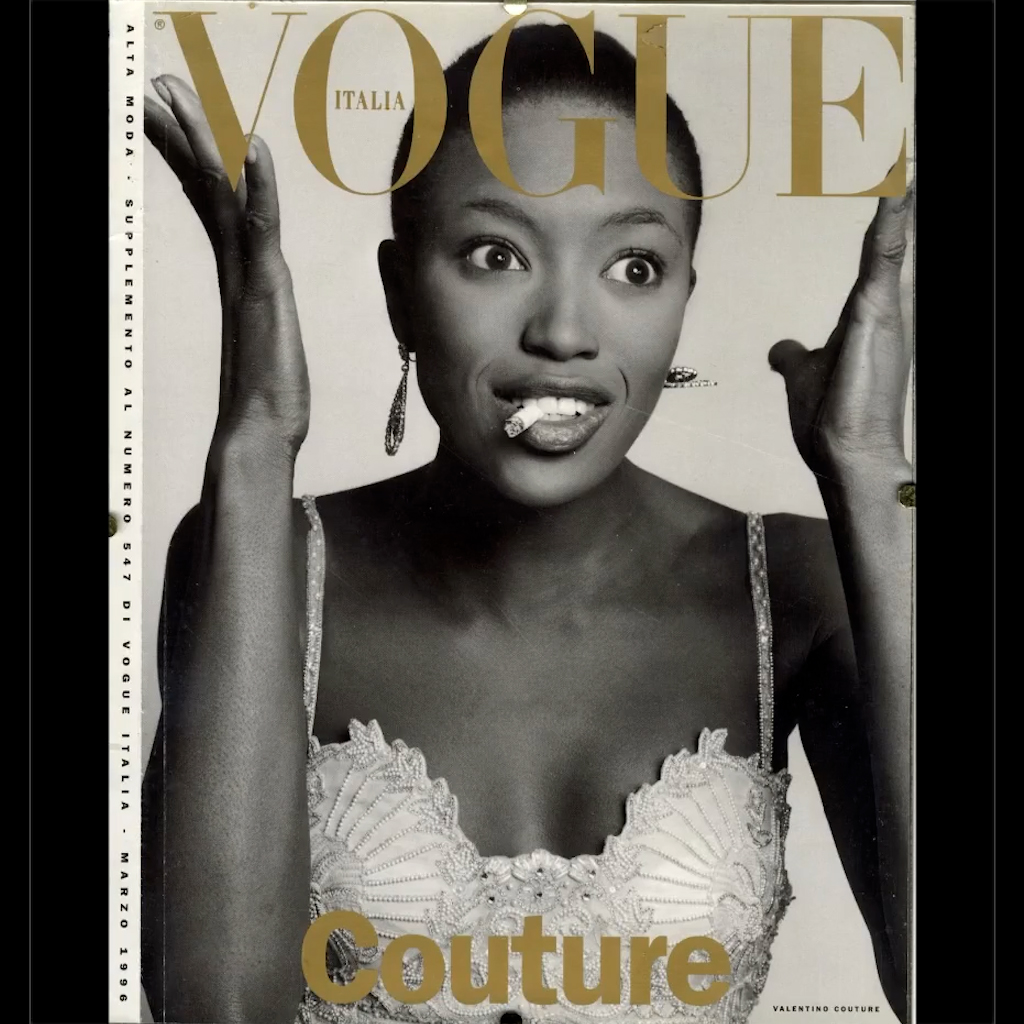 VOGUE
ITALIA
ALTA MODA · SUPPLEMENTO AL NUMERO 547 DI VOGUE ITALIA · MARZO 1996
Couture
VALENTINO COUTURE